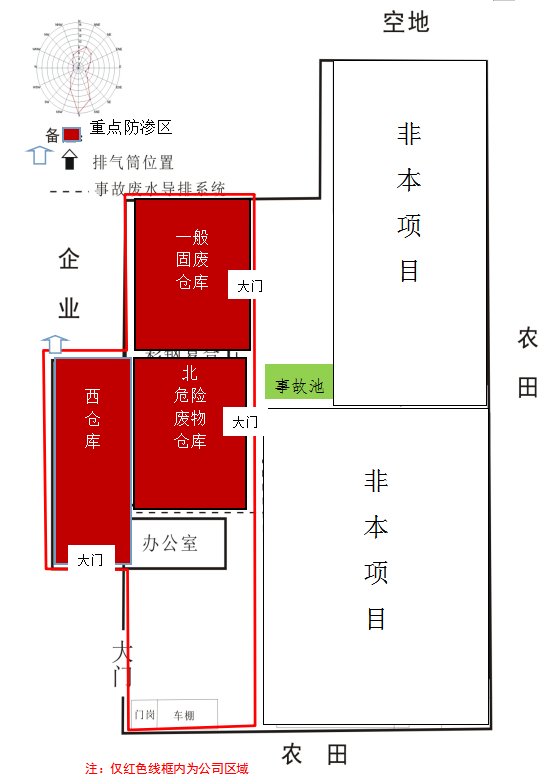 空地
重点防渗区
备
排气筒位置
事故废水导排系统
非
本
项
目
企
业
一般
固废
仓库
大门
农
田
北
危险
废物
仓库
大门
事故池
西
仓
库
大门
办公室
非
本
项
目
大
门
门岗
车棚
农 田
注：仅红色线框内为公司区域